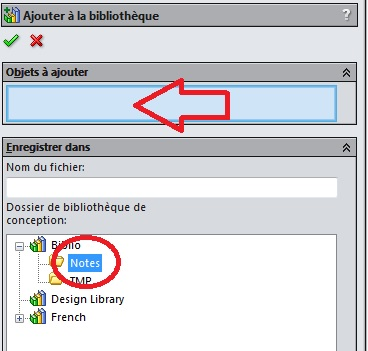 Ajouter à la bibliothèque
?
Objets à ajouter
Enregistrer dans
Nom du fichier:
Dossier de bibliothèque de
conception:
Biblio
Notes
TMP
Design Library
French